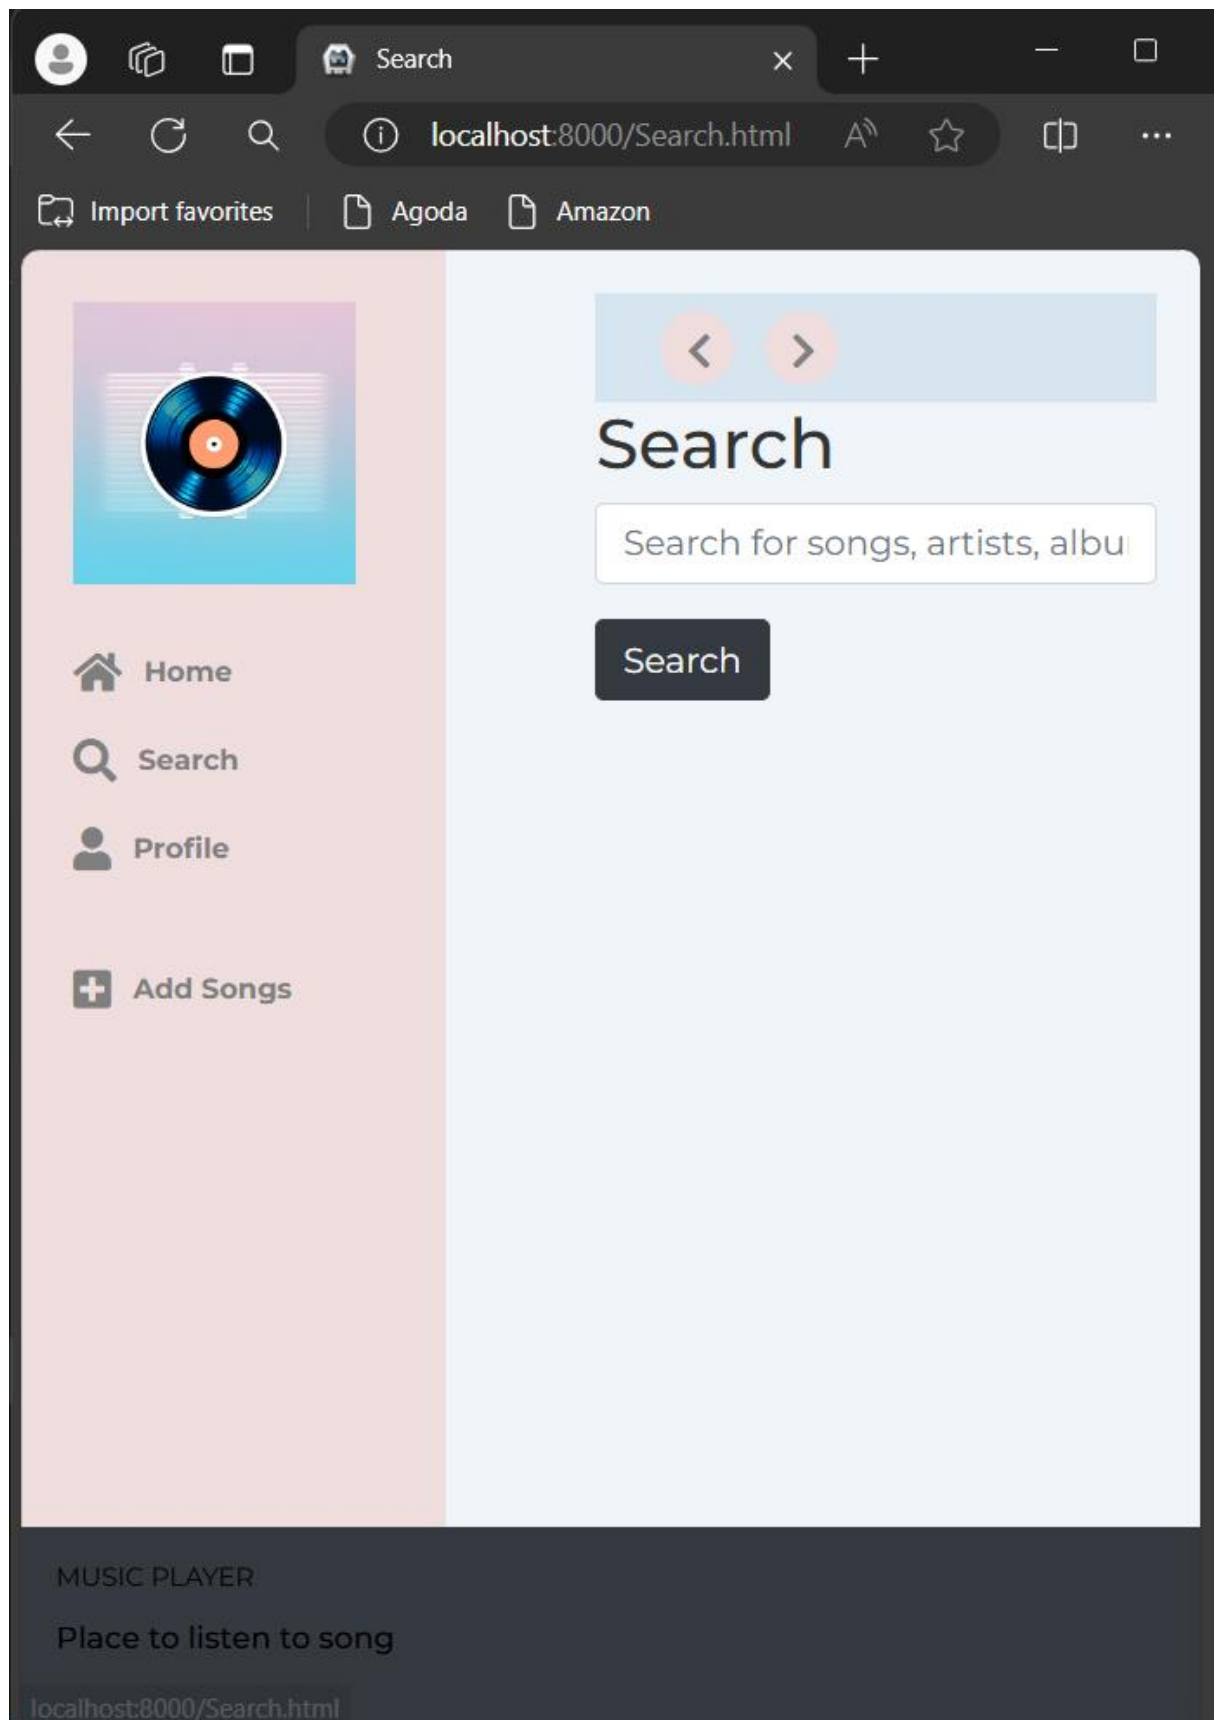 Search
localhost:8000/Search.html
Import favorites
Agoda
Amazon
Home
Search
Profile
Add Songs
Search
Search for songs, artists, albu
Search
MUSIC PLAYER
Place to listen to song
localhost:8000/Search.html